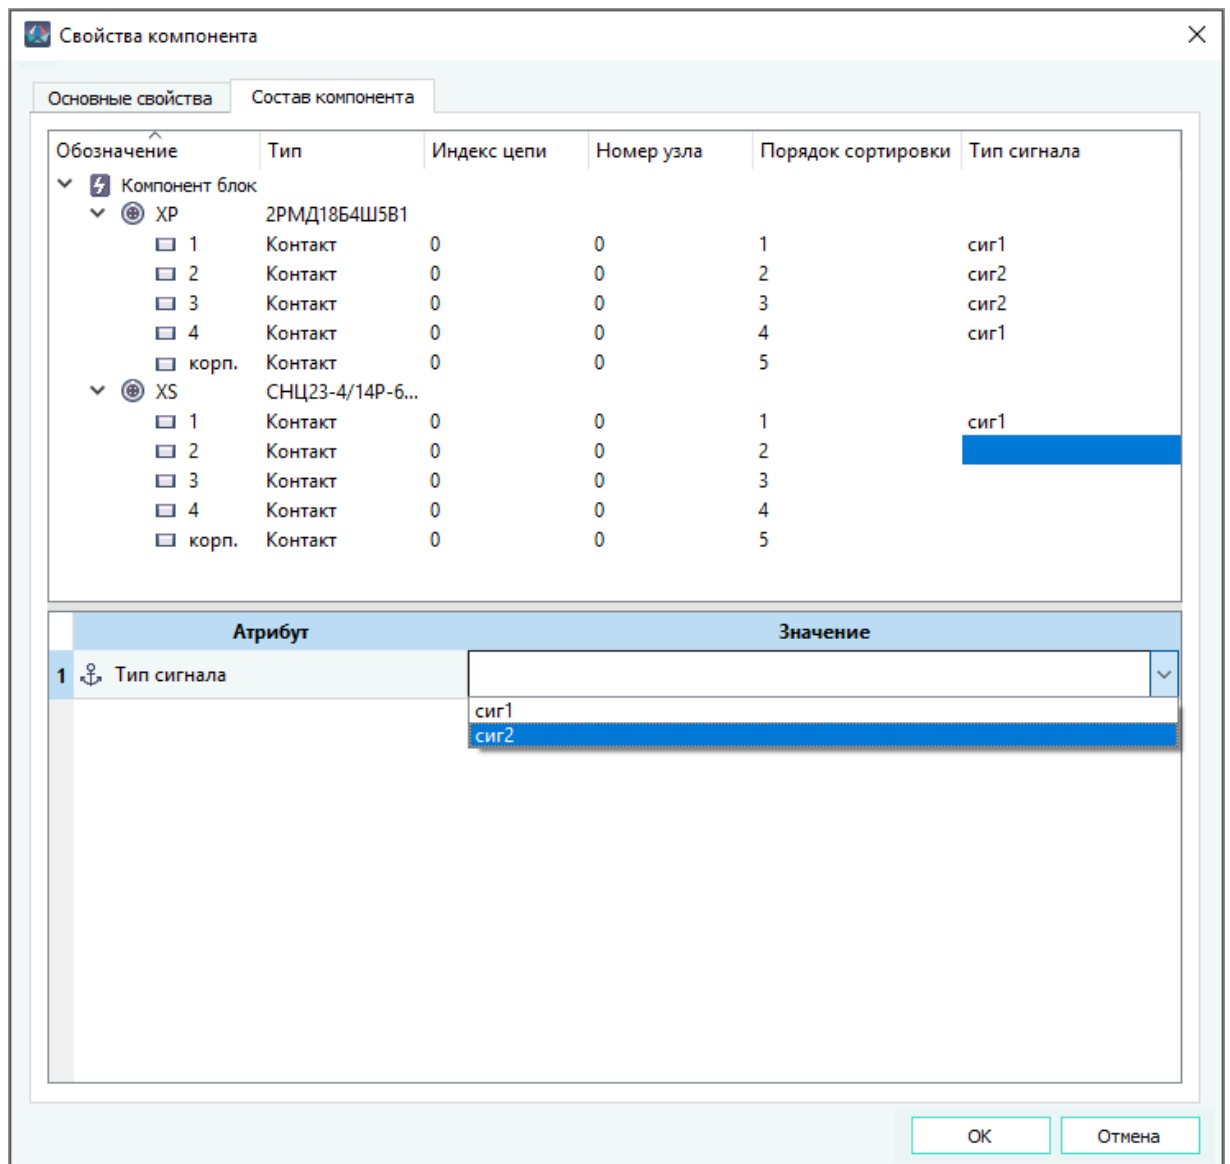 Свойства компонента
Основные свойства Состав компонента
Обозначение Тип Индекс цепи Номер узла Порядок сортировки Тип сигнала
Компонент блок
XP 2РМД18Б4Ш5В1
1 Контакт 0 0 1 сиг1
2 Контакт 0 0 2 сиг2
3 Контакт 0 0 3 сиг2
4 Контакт 0 0 4 сиг1
корп. Контакт 0 0 5
XS СНЦ23-4/14Р-6...
1 Контакт 0 0 1 сиг1
2 Контакт 0 0 2
3 Контакт 0 0 3
4 Контакт 0 0 4
корп. Контакт 0 0 5
Атрибут Значение
1 Тип сигнала
сиг1
сиг2
ОК Отмена